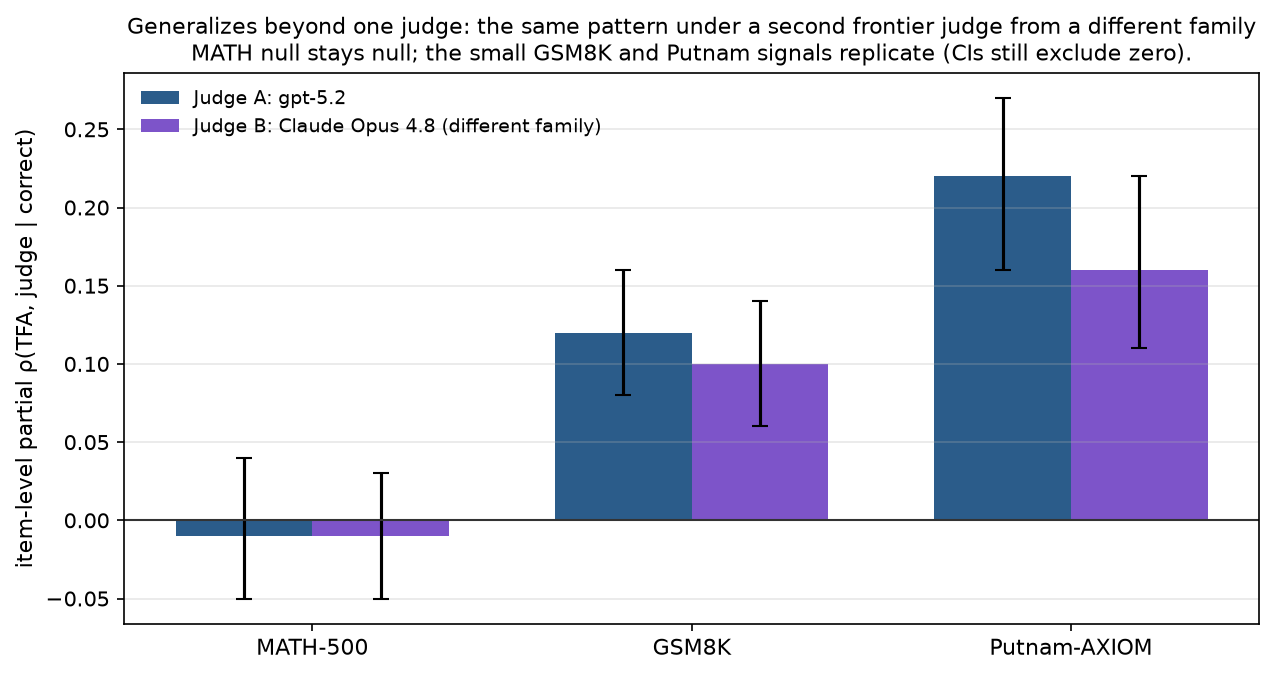 Generalizes beyond one judge: the same pattern under a second frontier judge from a different family
MATH null stays null; the small GSM8K and Putnam signals replicate (CIs still exclude zero).
Judge A: gpt-5.2
Judge B: Claude Opus 4.8 (different family)
item-level partial ρ(TFA, judge | correct)
0.25
0.20
0.15
0.10
0.05
0.00
−0.05
MATH-500
GSM8K
Putnam-AXIOM